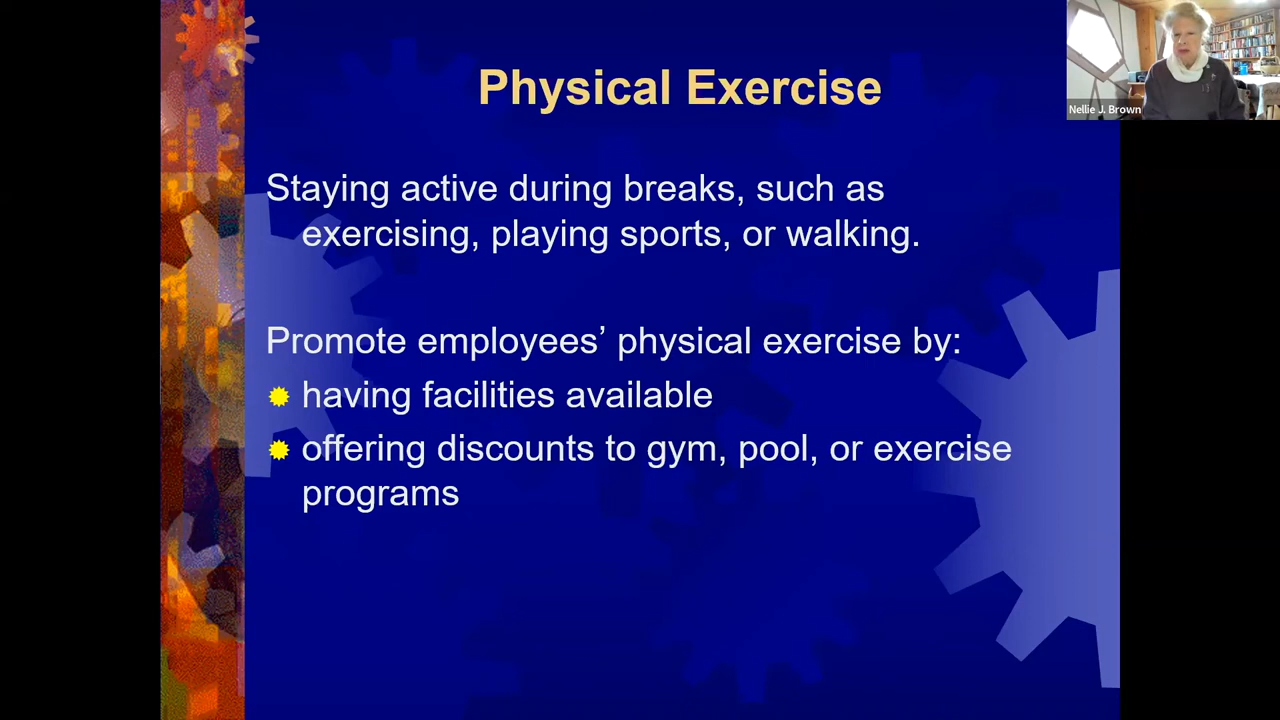 Physical Exercise
Nellie J. Brown
Staying active during breaks, such as
exercising, playing sports, or walking.
Promote employees’ physical exercise by:
having facilities available
offering discounts to gym, pool, or exercise
programs